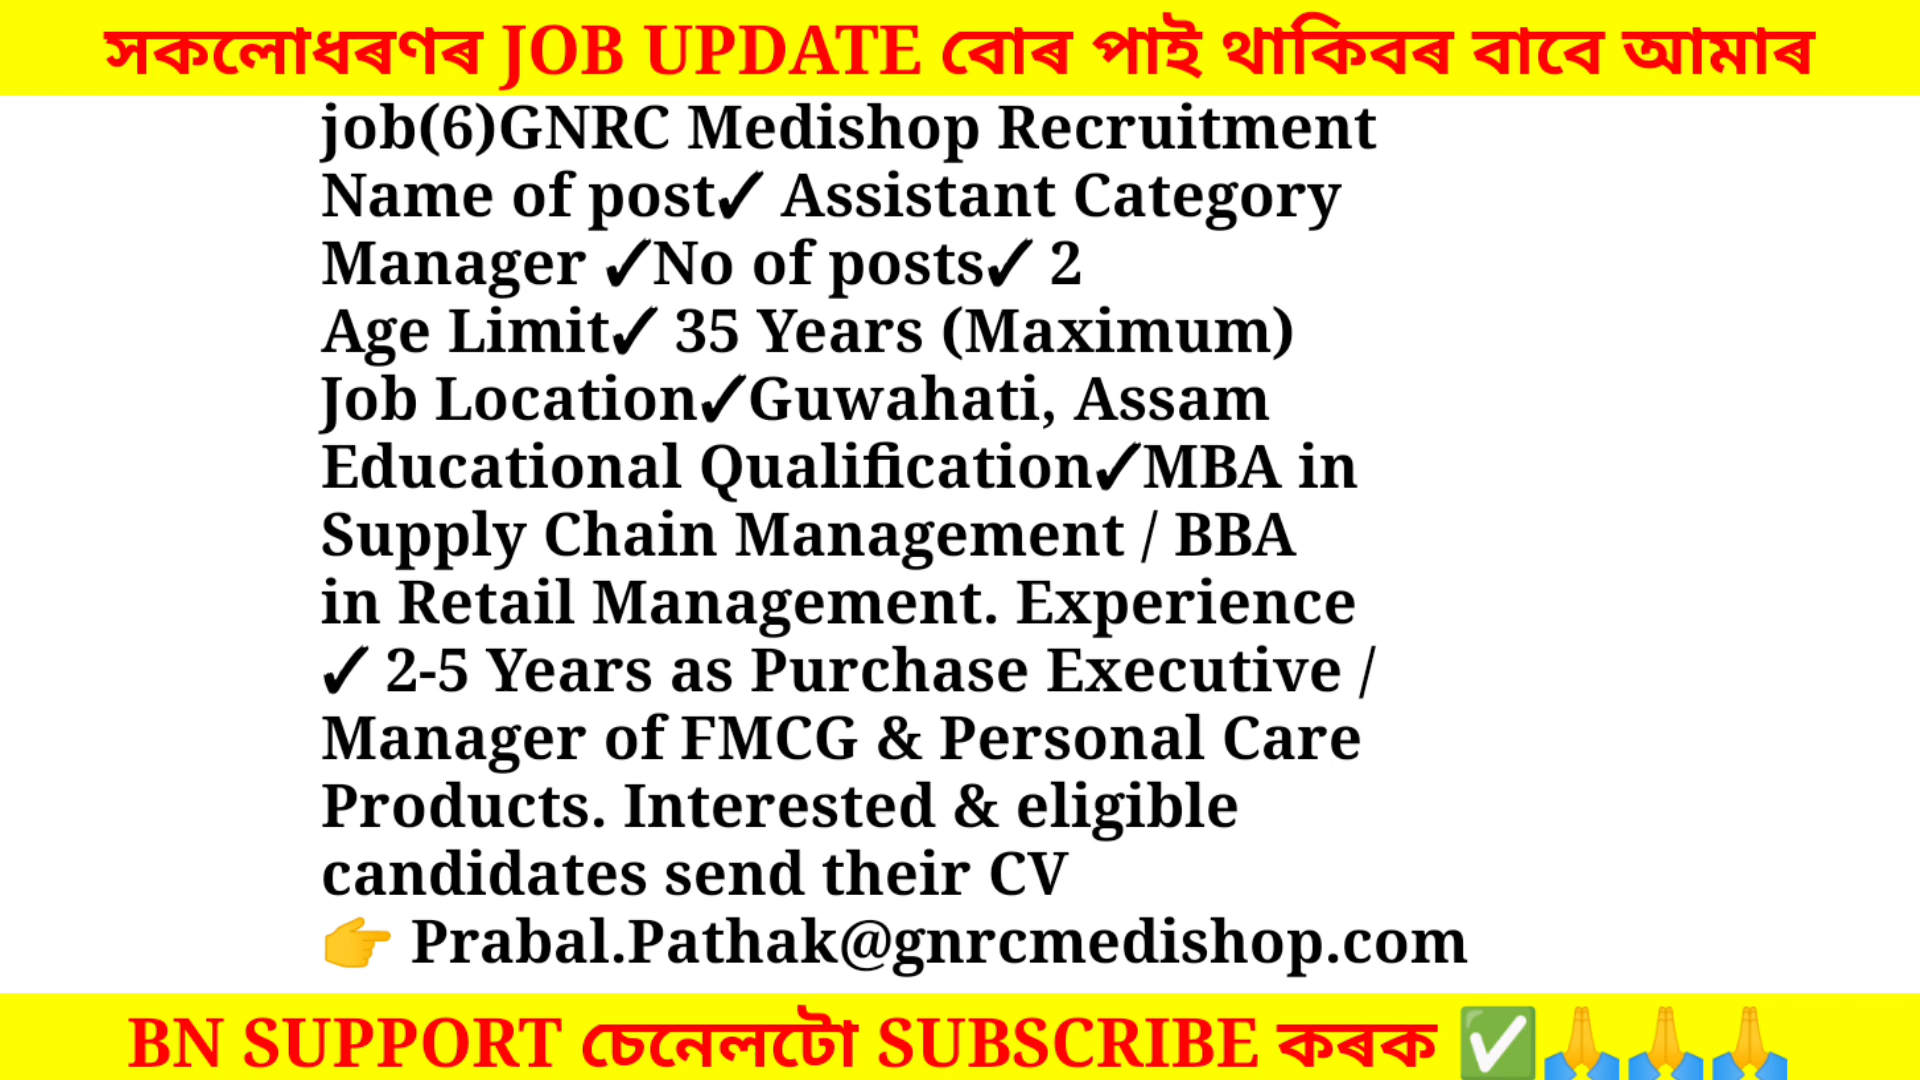 সকলোধৰণৰ JOB UPDATE বোৰ পাই থাকিবৰ বাবে আমাৰ
job(6)GNRC Medishop Recruitment
Name of post✓ Assistant Category
Manager ✓No of posts✓ 2
Age Limit✓ 35 Years (Maximum)
Job Location✓Guwahati, Assam
Educational Qualification✓MBA in
Supply Chain Management / BBA
in Retail Management. Experience
✓ 2-5 Years as Purchase Executive /
Manager of FMCG & Personal Care
Products. Interested & eligible
candidates send their CV
👉 Prabal.Pathak@gnrcmedishop.com
BN SUPPORT চেনেলটো SUBSCRIBE কৰক ✅🙏🙏🙏